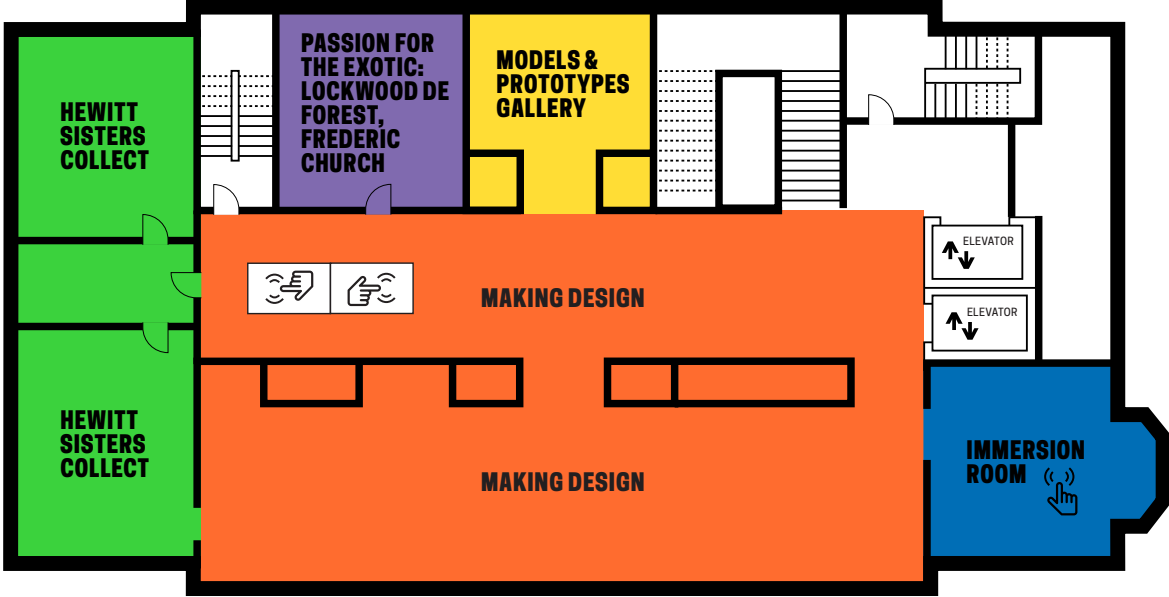 HEWITT
SISTERS
COLLECT
PASSION FOR
THE EXOTIC:
LOCKWOOD DE
FOREST,
FREDERIC
CHURCH
MODELS &
PROTOTYPES
GALLERY
ELEVATOR
MAKING DESIGN
ELEVATOR
HEWITT
SISTERS
COLLECT
MAKING DESIGN
IMMERSION
ROOM